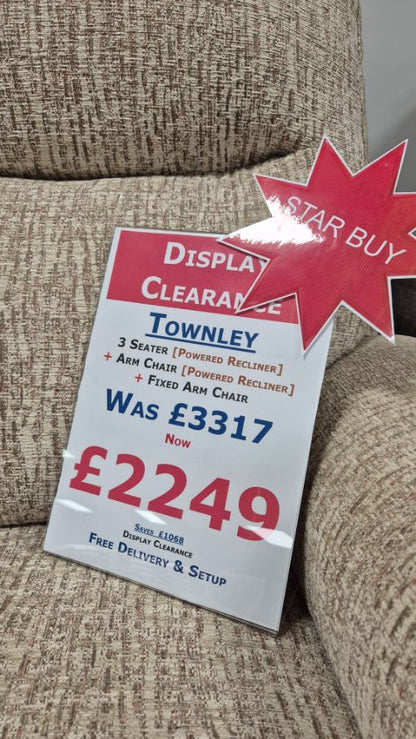 STAR BUY
DISPLAY
CLEARANCE
TOWNLEY
3 SEATER [POWERED RECLINER]
+ ARM CHAIR [POWERED RECLINER]
+ FIXED ARM CHAIR
WAS £3317
NOW
£2249
SAVES £1068
DISPLAY CLEARANCE
FREE DELIVERY & SETUP